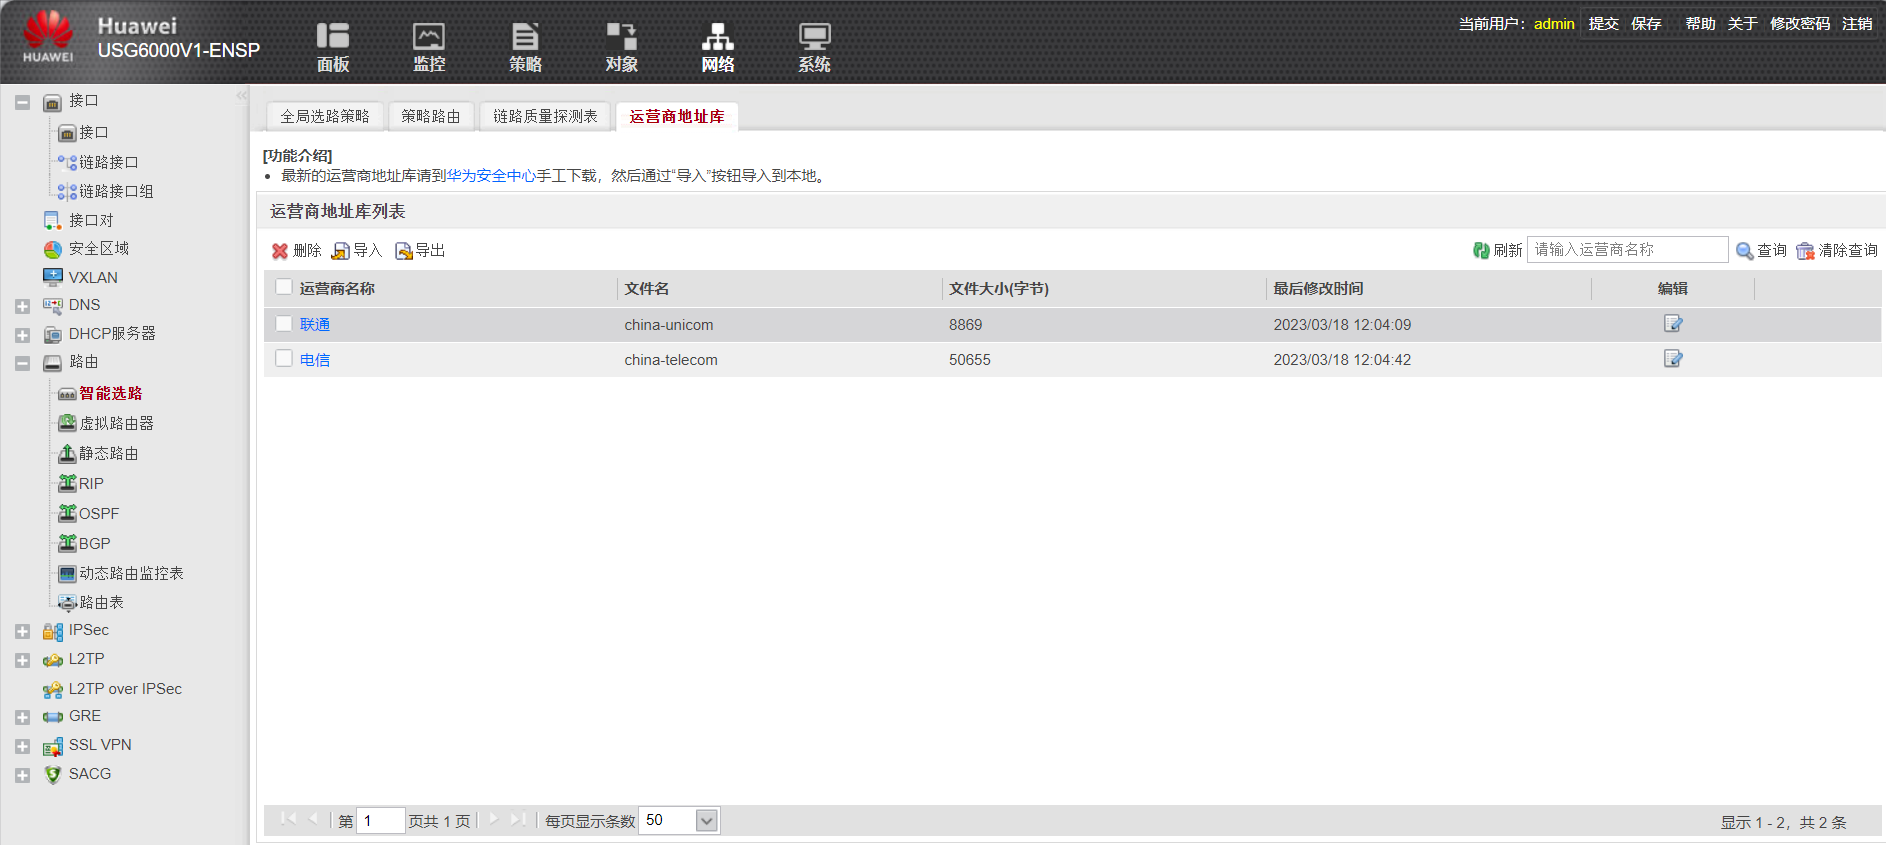 Huawei
USG6000V1-ENSP
HUAWEI
面板
监控
策略
对象
网络
系统
当前用户：admin 提交 保存 帮助 关于 修改密码 注销
接口
接口
链路接口
链路接口组
接口对
安全区域
VXLAN
DNS
DHCP服务器
路由
智能选路
虚拟路由器
静态路由
RIP
OSPF
BGP
动态路由监控表
路由表
IPSec
L2TP
L2TP over IPSec
GRE
SSL VPN
SACG
全局选路策略 策略路由 链路质量探测表 运营商地址库
[功能介绍]
• 最新的运营商地址库请到华为安全中心手工下载，然后通过“导入”按钮导入到本地。
运营商地址库列表
删除 导入 导出 刷新 请输入运营商名称 查询 清除查询
运营商名称 文件名 文件大小(字节) 最后修改时间 编辑
联通 china-unicom 8869 2023/03/18 12:04:09
电信 china-telecom 50655 2023/03/18 12:04:42
第 1 页共 1 页 每页显示条数 50 显示 1 - 2，共 2 条